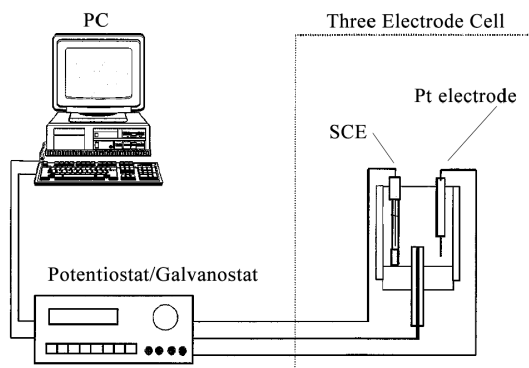 PC
Three Electrode Cell
Pt electrode
SCE
Potentiostat/Galvanostat